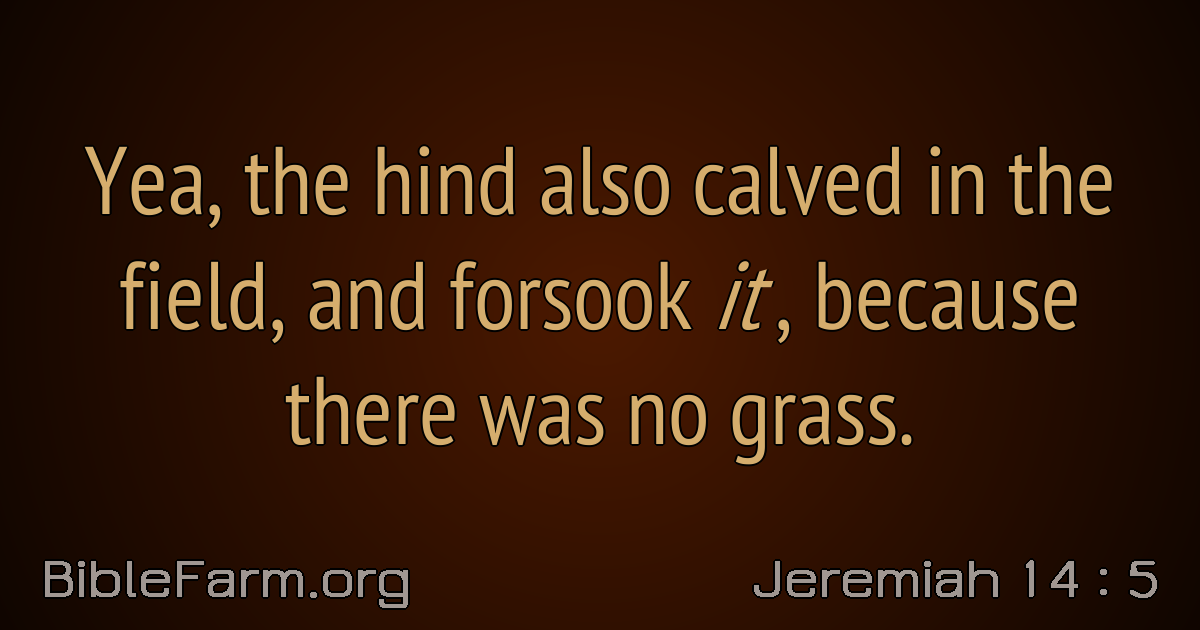 Yea, the hind also calved in the
field, and forsook it, because
there was no grass.
BibleFarm.org
Jeremiah 14 : 5